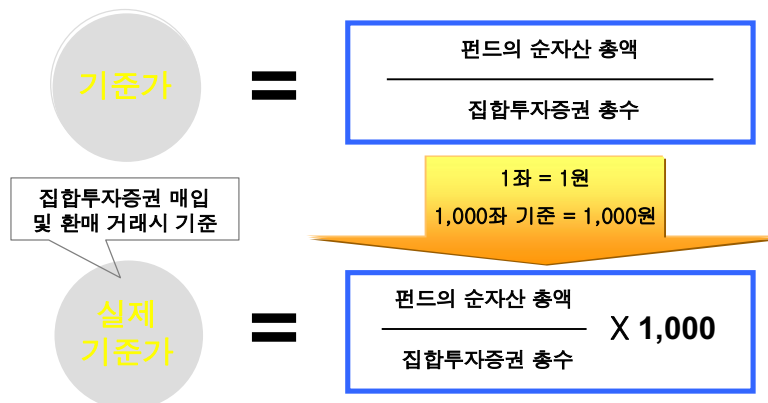 기준가
=
펀드의 순자산 총액
집합투자증권 총수
1좌 = 1원
1,000좌 기준 = 1,000원
집합투자증권 매입
및 환매 거래시 기준
실제
기준가
=
펀드의 순자산 총액
집합투자증권 총수
X 1,000